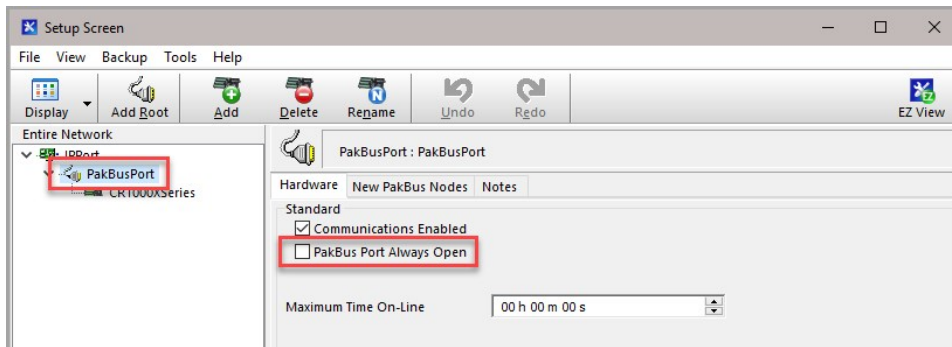 Setup Screen
File View Backup Tools Help
Display Add Root Add Delete Rename Undo Redo EZ View
Entire Network
IPPort
PakBusPort
CR1000XSeries
PakBusPort : PakBusPort
Hardware New PakBus Nodes Notes
Standard
Communications Enabled
PakBus Port Always Open
Maximum Time On-Line 00 h 00 m 00 s